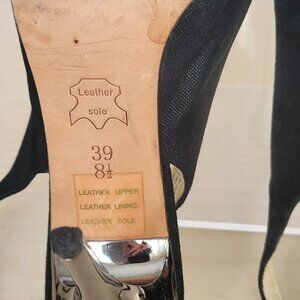 Leather
sole
39
8½
LEATHER UPPER
LEATHER LINING
LEATHER SOLE